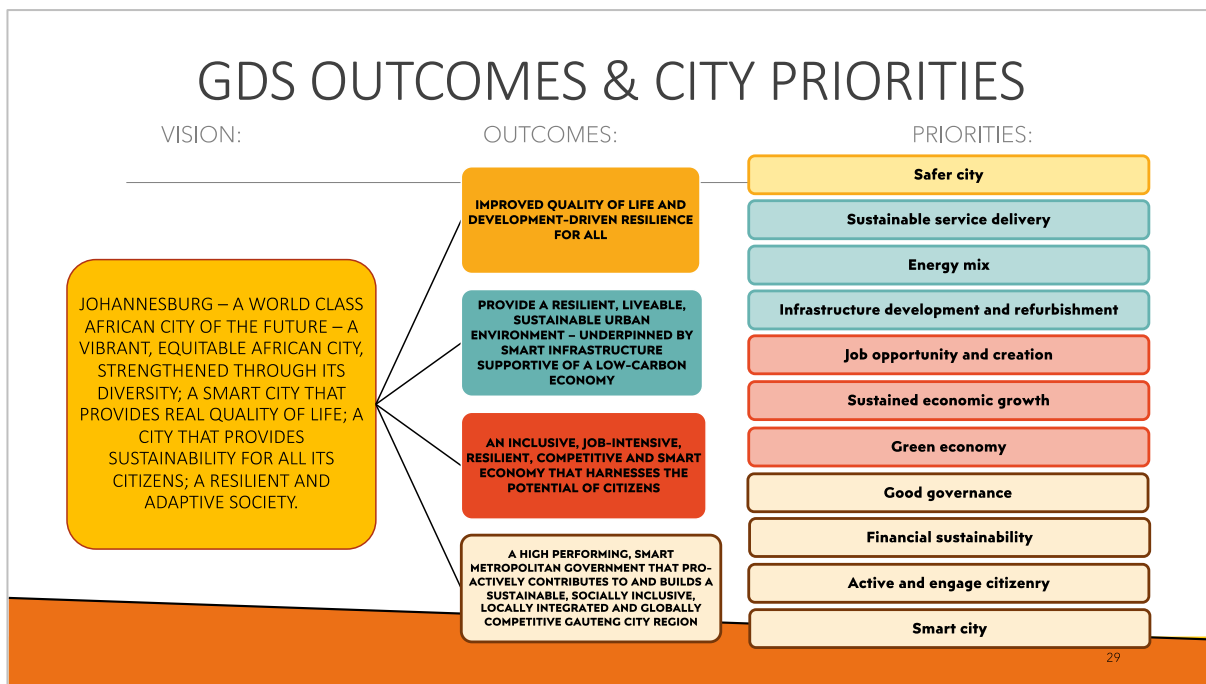 GDS OUTCOMES & CITY PRIORITIES
VISION:
OUTCOMES:
PRIORITIES:
JOHANNESBURG – A WORLD CLASS
AFRICAN CITY OF THE FUTURE – A
VIBRANT, EQUITABLE AFRICAN CITY,
STRENGTHENED THROUGH ITS
DIVERSITY; A SMART CITY THAT
PROVIDES REAL QUALITY OF LIFE; A
CITY THAT PROVIDES
SUSTAINABILITY FOR ALL ITS
CITIZENS; A RESILIENT AND
ADAPTIVE SOCIETY.
IMPROVED QUALITY OF LIFE AND
DEVELOPMENT-DRIVEN RESILIENCE
FOR ALL
PROVIDE A RESILIENT, LIVEABLE,
SUSTAINABLE URBAN
ENVIRONMENT – UNDERPINNED BY
SMART INFRASTRUCTURE
SUPPORTIVE OF A LOW-CARBON
ECONOMY
AN INCLUSIVE, JOB-INTENSIVE,
RESILIENT, COMPETITIVE AND SMART
ECONOMY THAT HARNESSES THE
POTENTIAL OF CITIZENS
A HIGH PERFORMING, SMART
METROPOLITAN GOVERNMENT THAT PRO-
ACTIVELY CONTRIBUTES TO AND BUILDS A
SUSTAINABLE, SOCIALLY INCLUSIVE,
LOCALLY INTEGRATED AND GLOBALLY
COMPETITIVE GAUTENG CITY REGION
Safer city
Sustainable service delivery
Energy mix
Infrastructure development and refurbishment
Job opportunity and creation
Sustained economic growth
Green economy
Good governance
Financial sustainability
Active and engage citizenry
Smart city
29